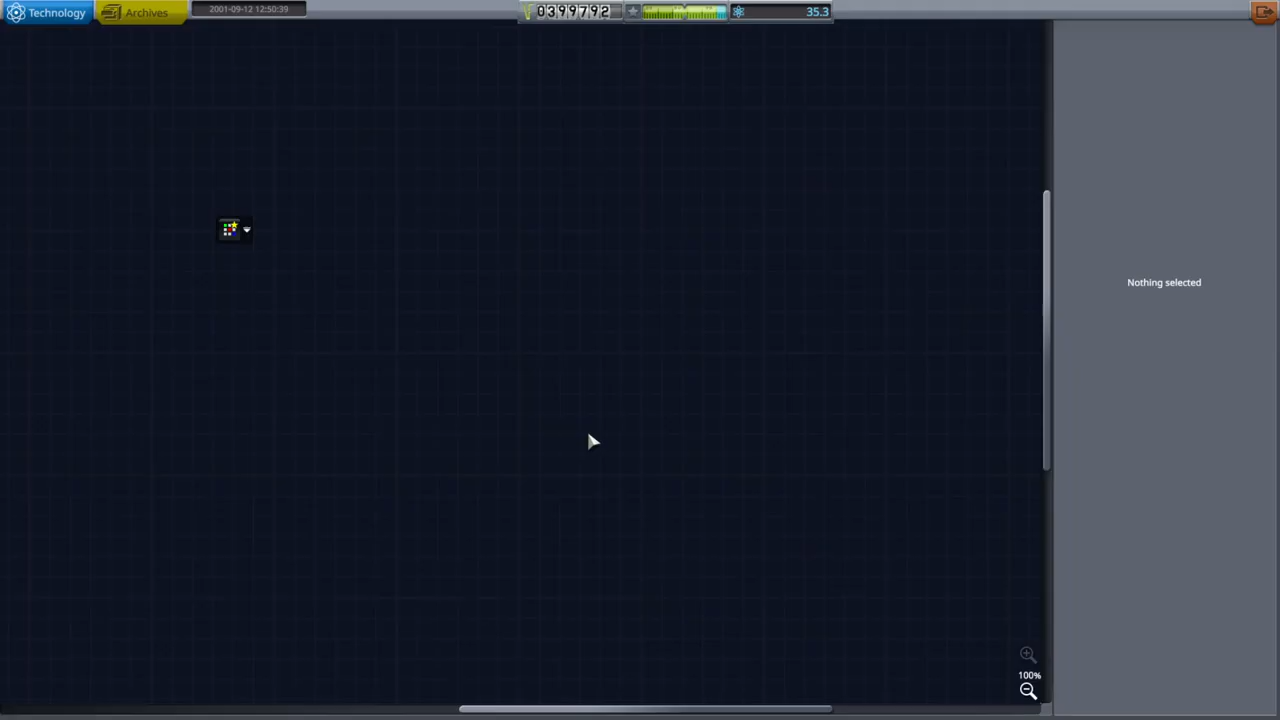 Technology
Archives
2001-09-12 12:50:39
0399792
35.3
Nothing selected
100%